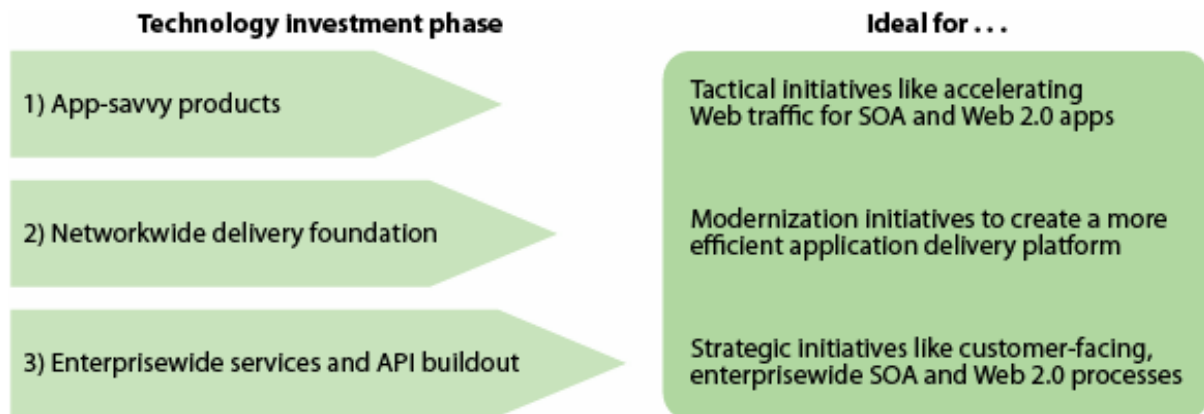 Technology investment phase
Ideal for . . .
1) App-savvy products
Tactical initiatives like accelerating
Web traffic for SOA and Web 2.0 apps
2) Networkwide delivery foundation
Modernization initiatives to create a more
efficient application delivery platform
3) Enterprisewide services and API buildout
Strategic initiatives like customer-facing,
enterprisewide SOA and Web 2.0 processes